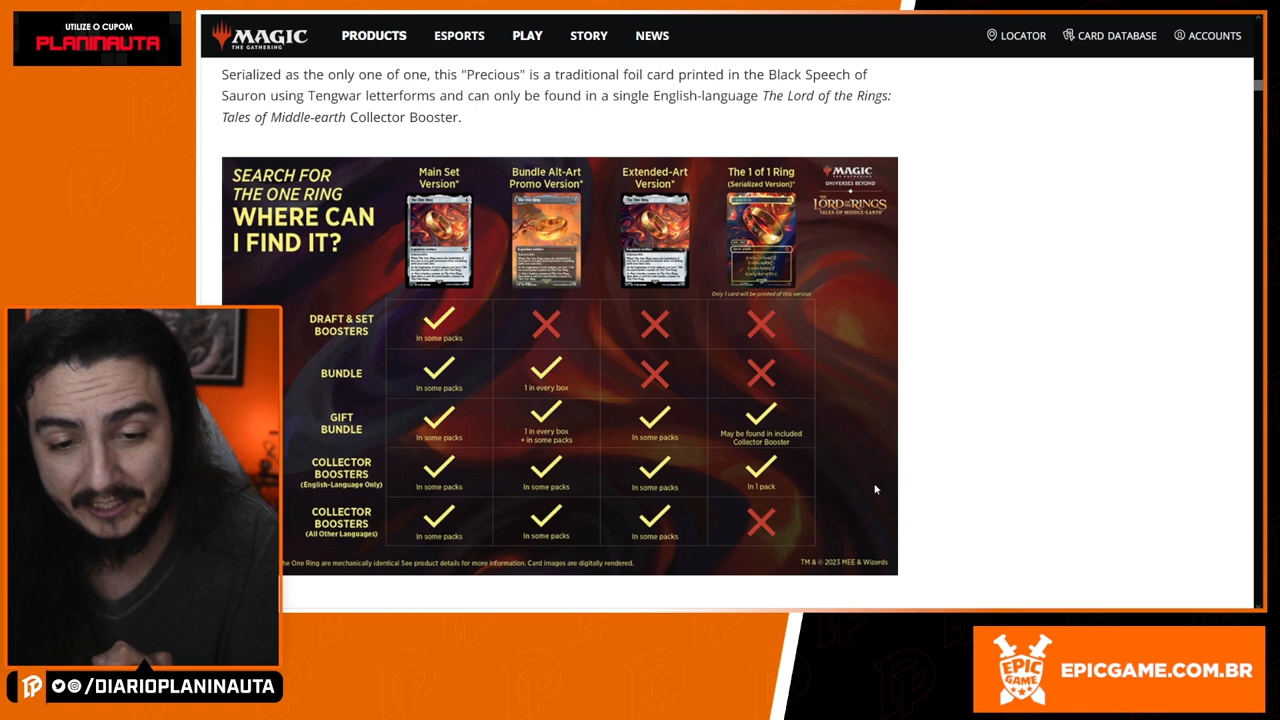 UTILIZE O CUPOM
PLANINAUTA
MAGIC
THE GATHERING
PRODUCTS ESPORTS PLAY STORY NEWS
LOCATOR CARD DATABASE ACCOUNTS
Serialized as the only one of one, this "Precious" is a traditional foil card printed in the Black Speech of
Sauron using Tengwar letterforms and can only be found in a single English-language The Lord of the Rings:
Tales of Middle-earth Collector Booster.
SEARCH FOR
THE ONE RING
WHERE CAN
I FIND IT?
Main Set
Version*
Bundle Alt-Art
Promo Version*
Extended-Art
Version*
The 1 of 1 Ring
(Serialized Version)*
MAGIC
THE GATHERING
UNIVERSES BEYOND
THE LORD OF THE RINGS
TALES OF MIDDLE-EARTH
The One Ring
The One Ring
The One Ring
Only 1 card will be printed of this version
DRAFT & SET
BOOSTERS
In some packs
BUNDLE
In some packs
1 in every box
GIFT
BUNDLE
In some packs
1 in every box
+ in some packs
In some packs
May be found in included
Collector Booster
COLLECTOR
BOOSTERS
(English-Language Only)
In some packs
In some packs
In some packs
In 1 pack
COLLECTOR
BOOSTERS
(All Other Languages)
In some packs
In some packs
In some packs
he One Ring are mechanically identical See product details for more information. Card images are digitally rendered.
TM & © 2023 MEE & Wizards
/DIARIOPLANINAUTA
EPIC
GAME
EPICGAME.COM.BR